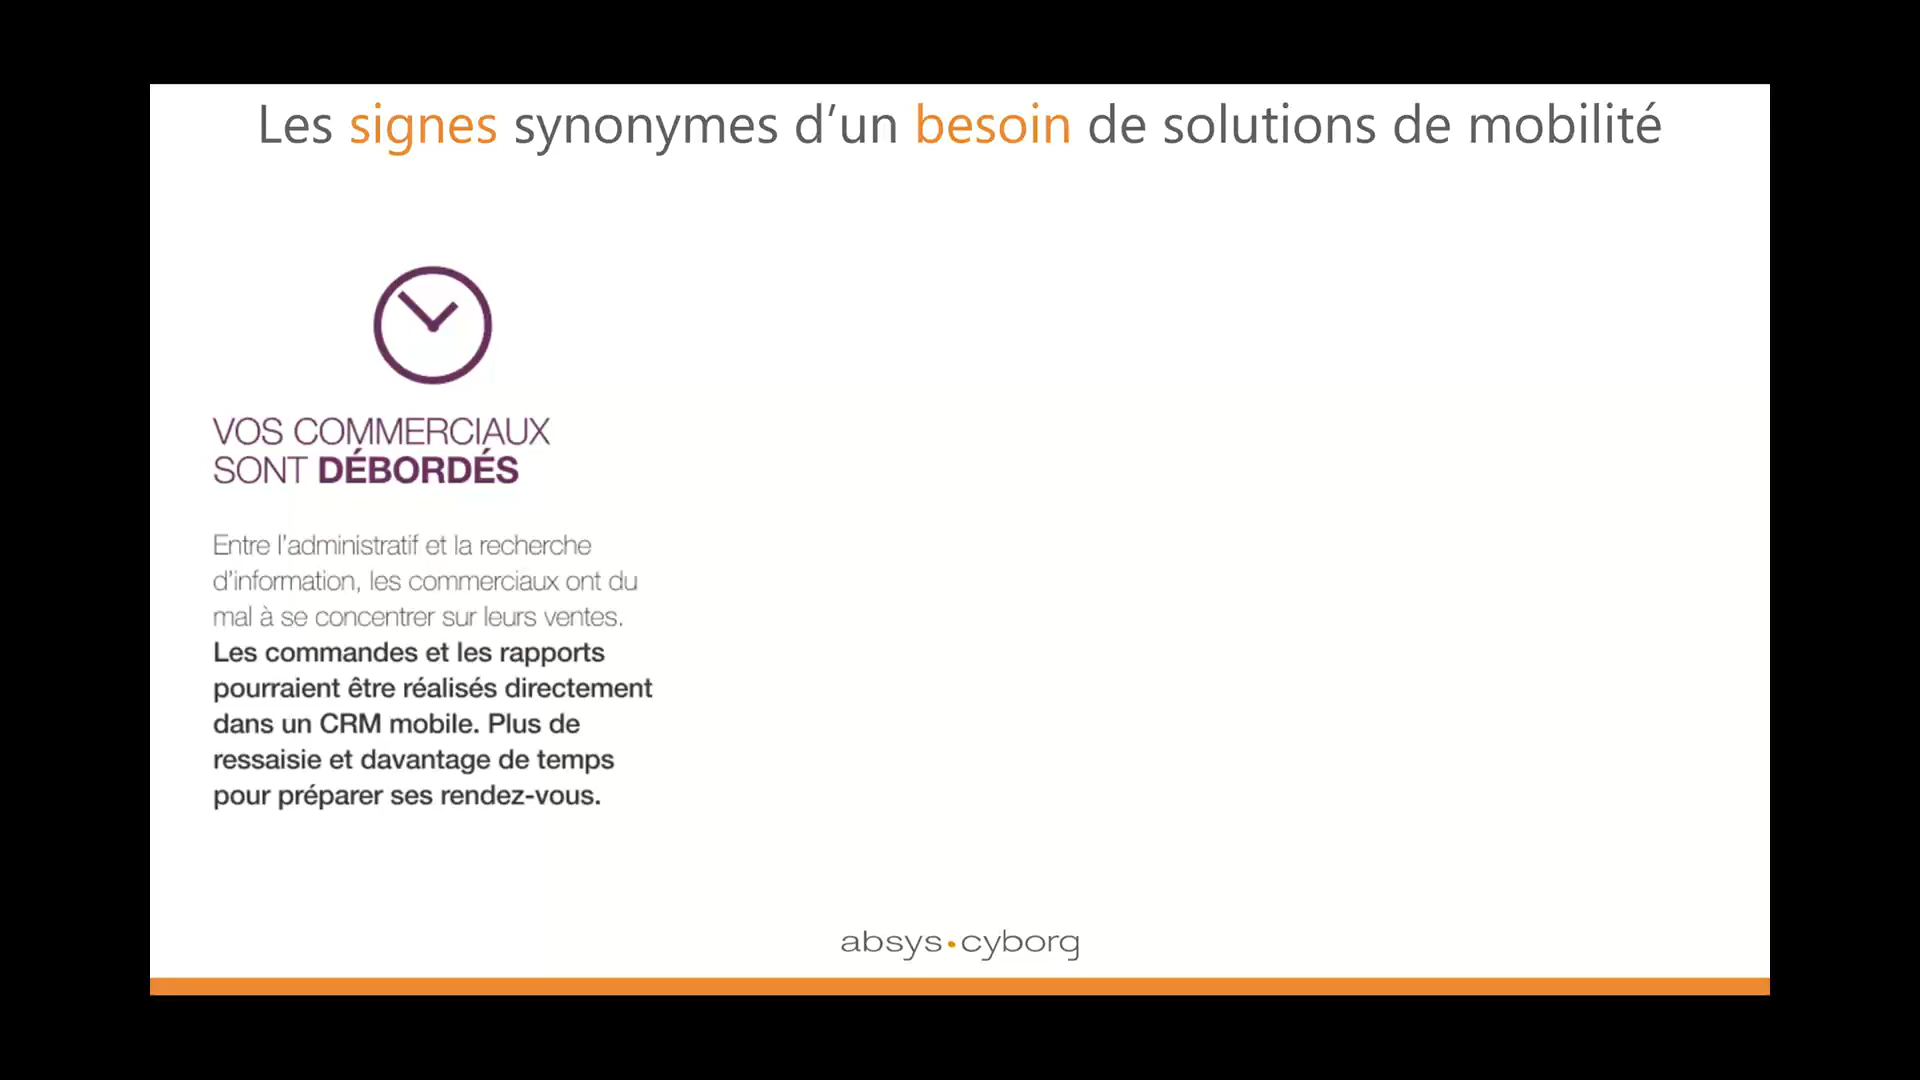 Les signes synonymes d’un besoin de solutions de mobilité
VOS COMMERCIAUX
SONT DÉBORDÉS
Entre l'administratif et la recherche
d'information, les commerciaux ont du
mal à se concentrer sur leurs ventes.
Les commandes et les rapports
pourraient être réalisés directement
dans un CRM mobile. Plus de
ressaisie et davantage de temps
pour préparer ses rendez-vous.
absys•cyborg